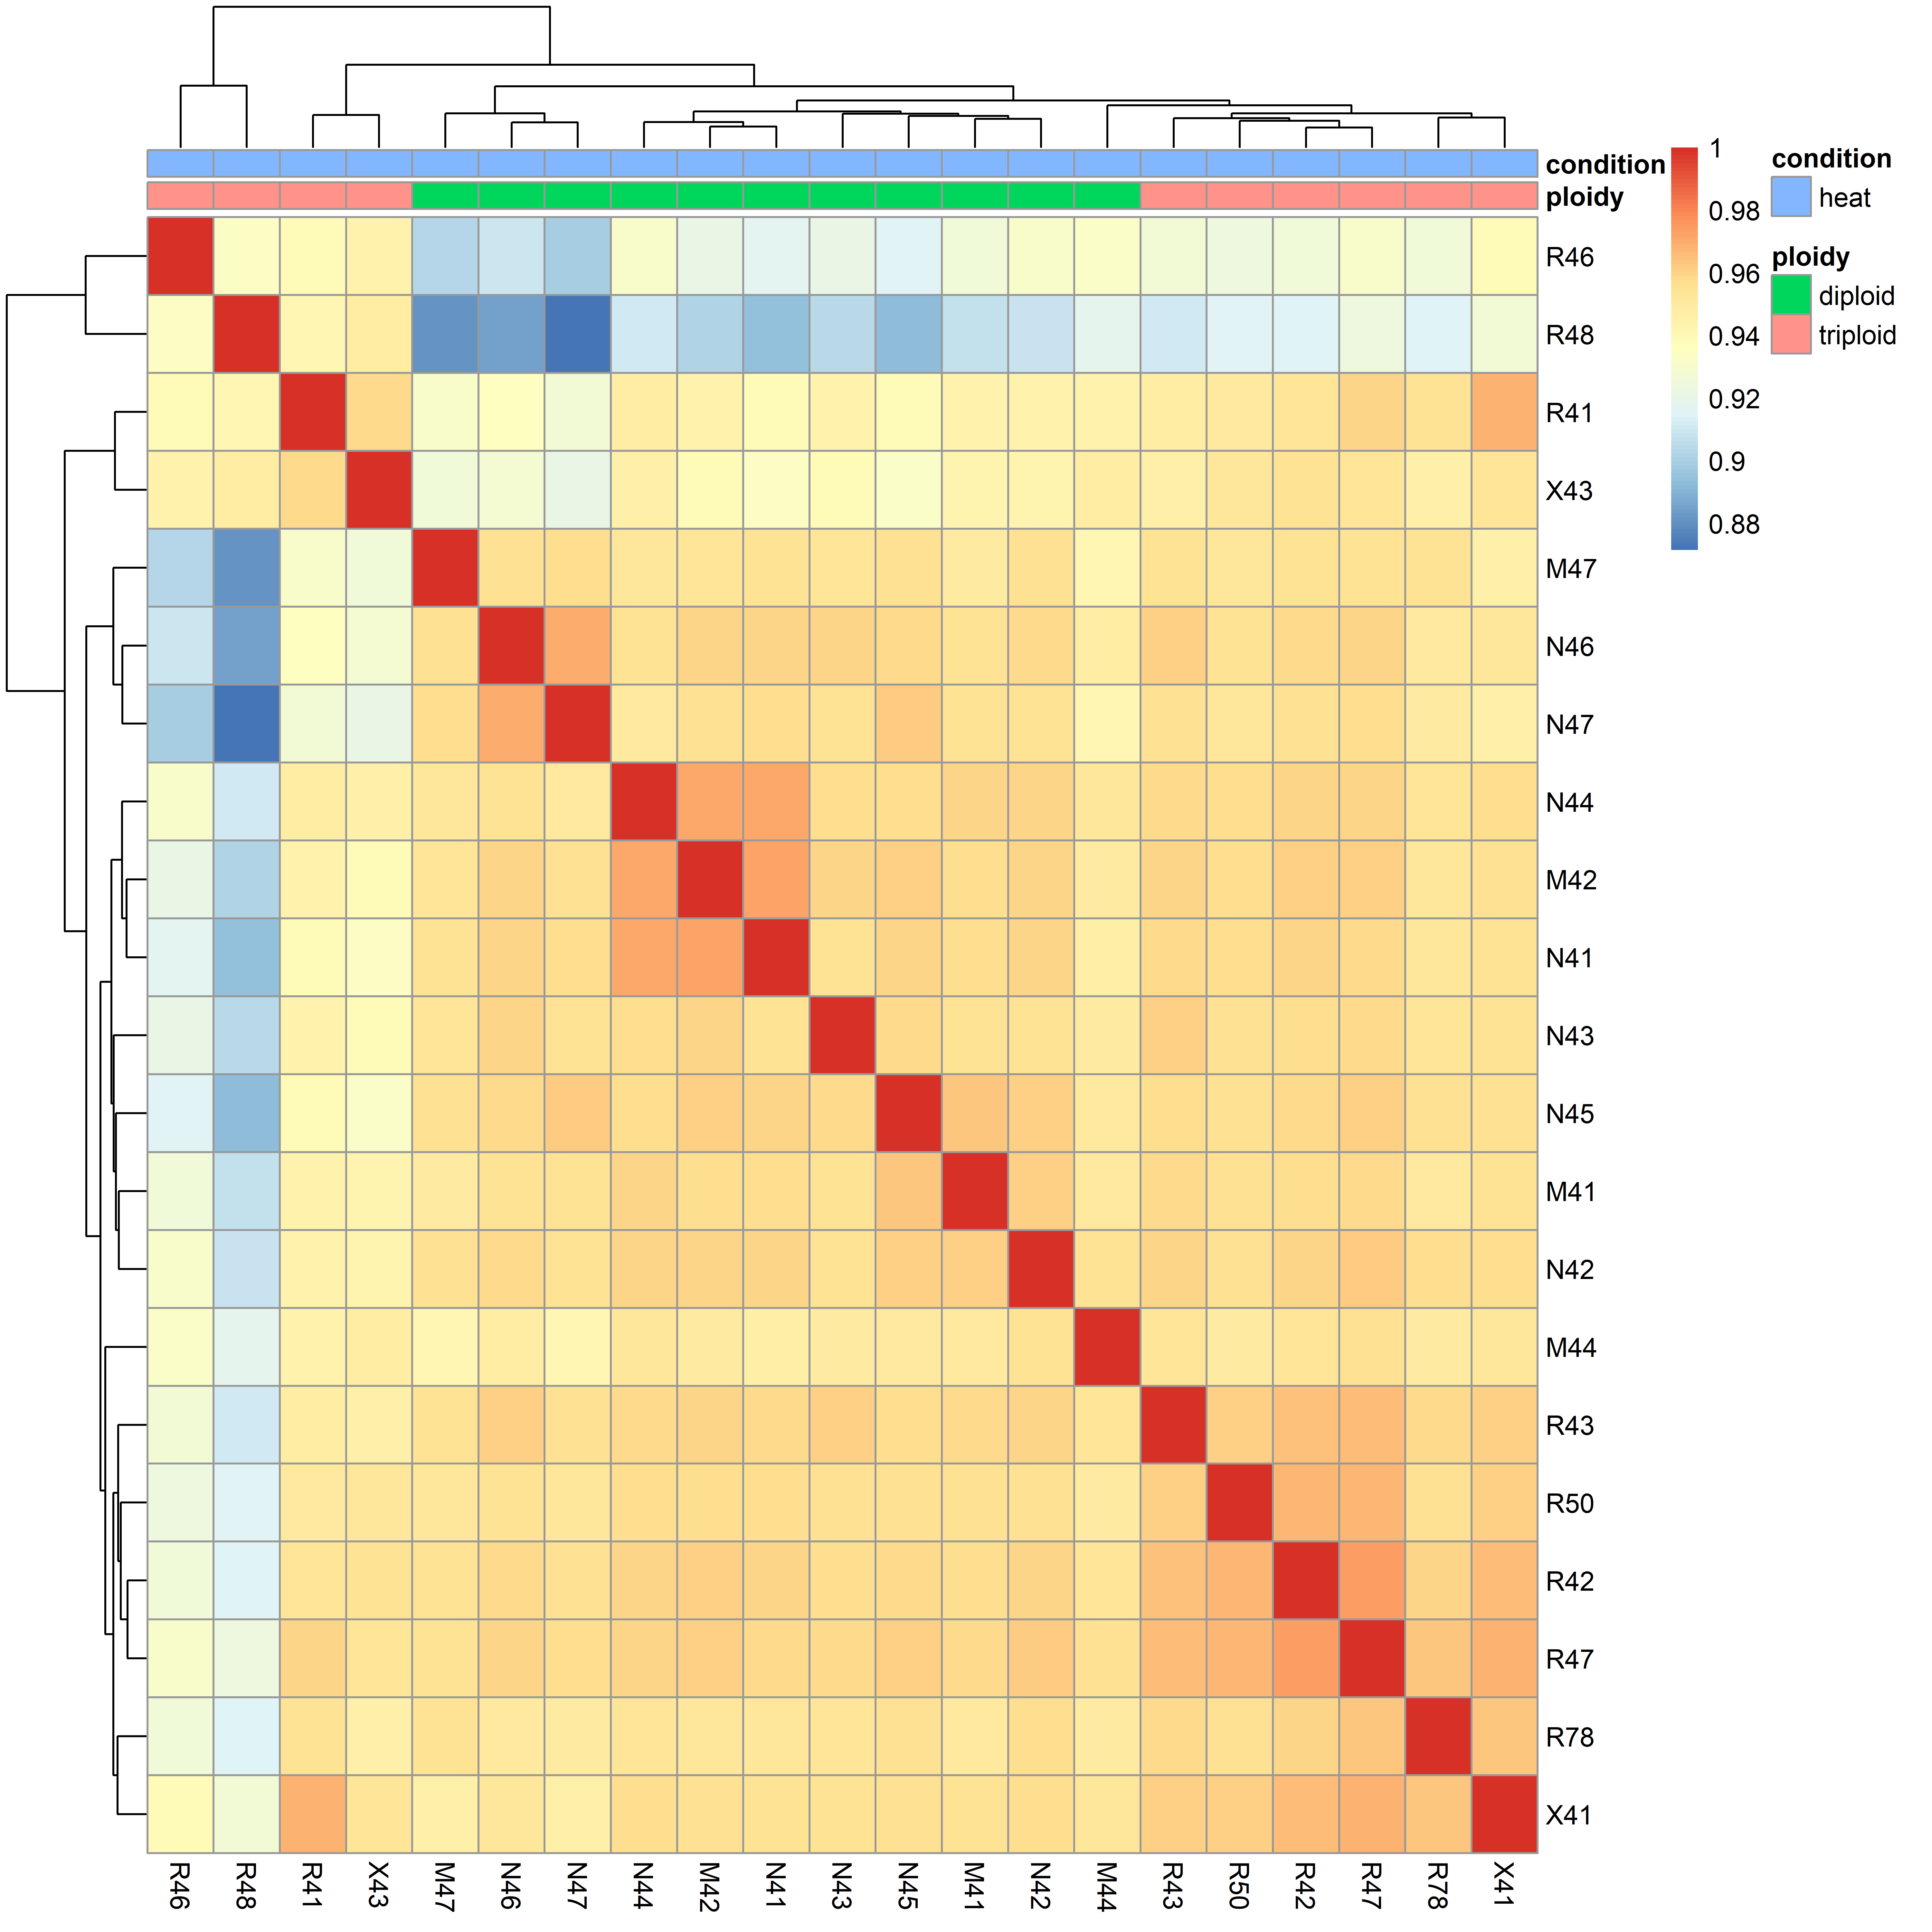 condition
ploidy
R46
R48
R41
X43
M47
N46
N47
N44
M42
N41
N43
N45
M41
N42
M44
R43
R50
R42
R47
R78
X41
R46 R48 R41 X43 M47 N46 N47 N44 M42 N41 N43 N45 M41 N42 M44 R43 R50 R42 R47 R78 X41
1
0.98
0.96
0.94
0.92
0.9
0.88
condition
heat
ploidy
diploid
triploid